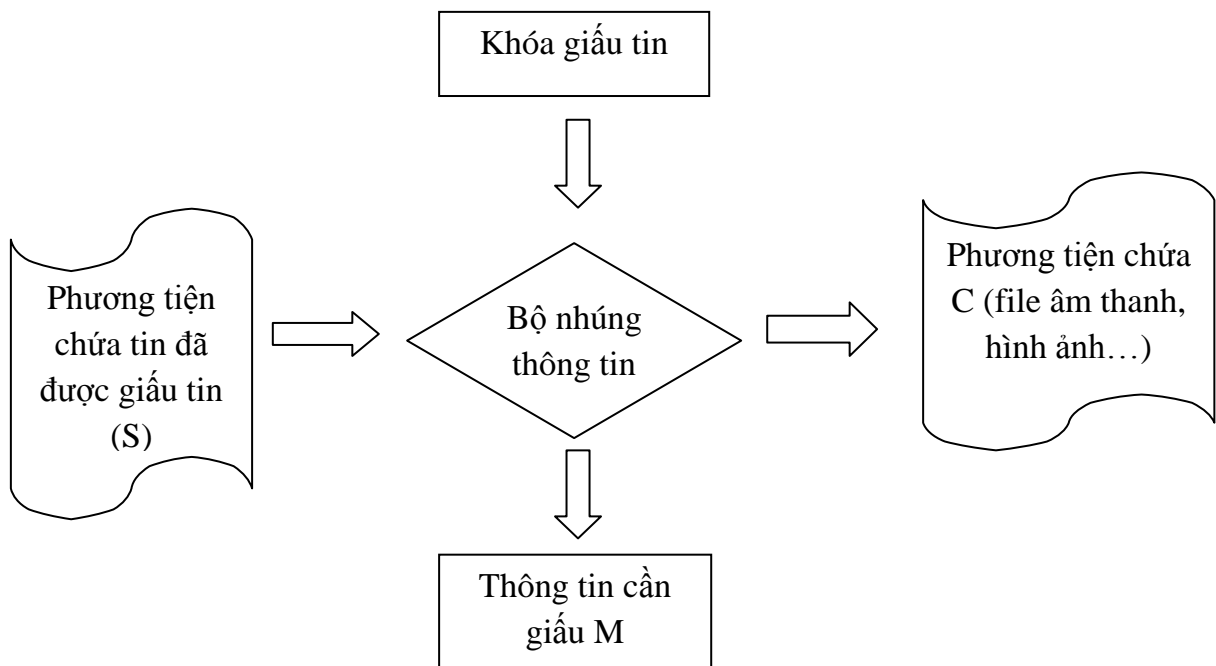 Khóa giấu tin
Phương tiện
chứa tin đã
được giấu tin
(S)
Bộ nhúng
thông tin
Phương tiện chứa
C (file âm thanh,
hình ảnh…)
Thông tin cần
giấu M